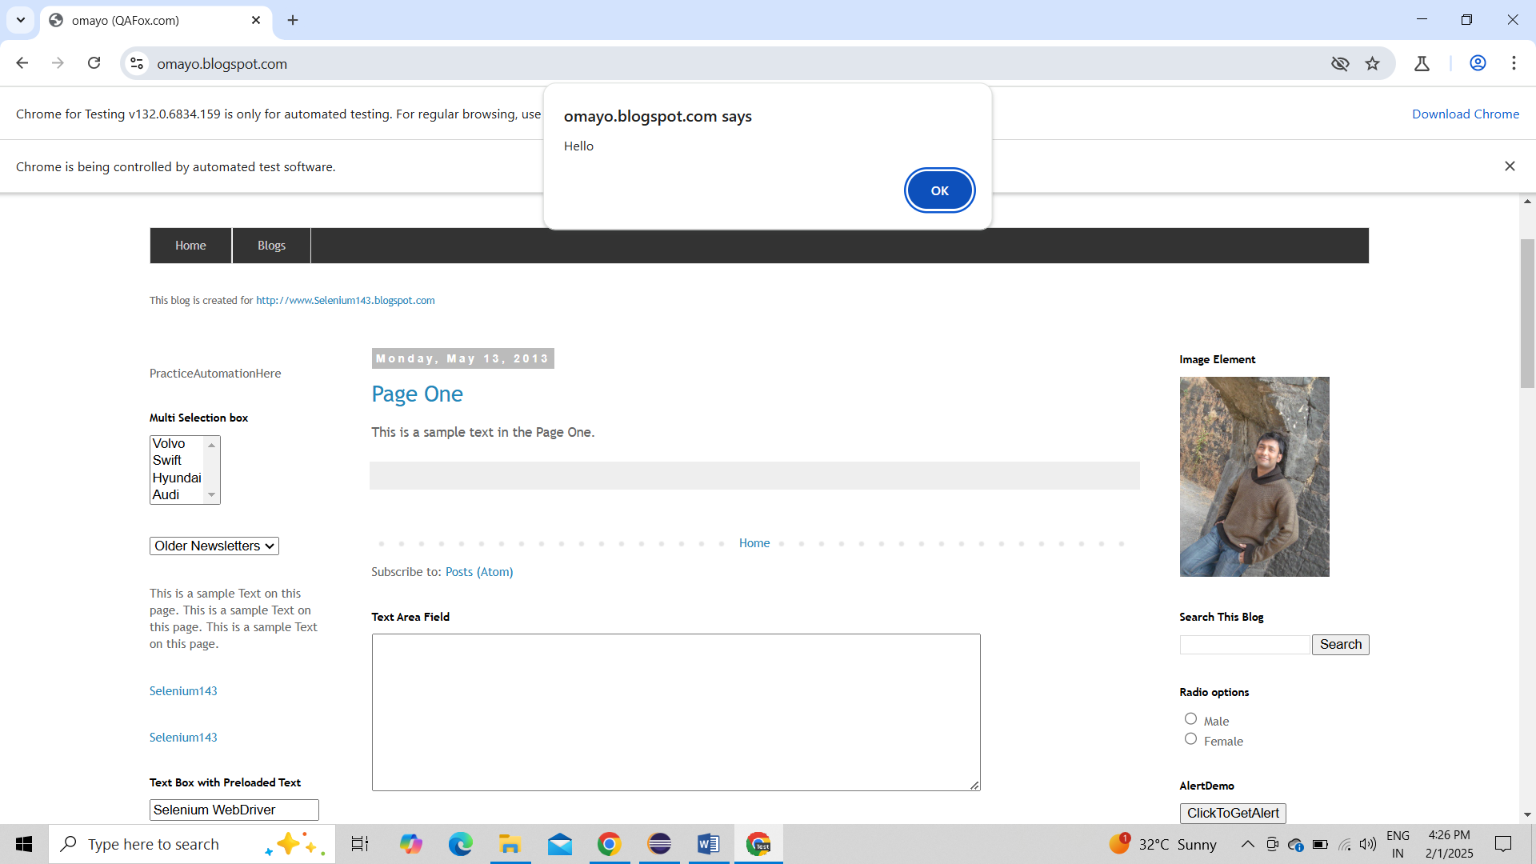 omayo (QAFox.com)
omayo.blogspot.com
Chrome for Testing v132.0.6834.159 is only for automated testing. For regular browsing, use
Download Chrome
Chrome is being controlled by automated test software.
omayo.blogspot.com says
Hello
OK
Home
Blogs
This blog is created for http://www.Selenium143.blogspot.com
PracticeAutomationHere
Multi Selection box
Volvo
Swift
Hyundai
Audi
Older Newsletters
This is a sample Text on this
page. This is a sample Text on
this page. This is a sample Text
on this page.
Selenium143
Selenium143
Text Box with Preloaded Text
Selenium WebDriver
Monday, May 13, 2013
Page One
This is a sample text in the Page One.
Home
Subscribe to: Posts (Atom)
Text Area Field
Image Element
Search This Blog
Search
Radio options
Male
Female
AlertDemo
ClickToGetAlert
Type here to search
Test
1
32°C Sunny
ENG
IN
4:26 PM
2/1/2025